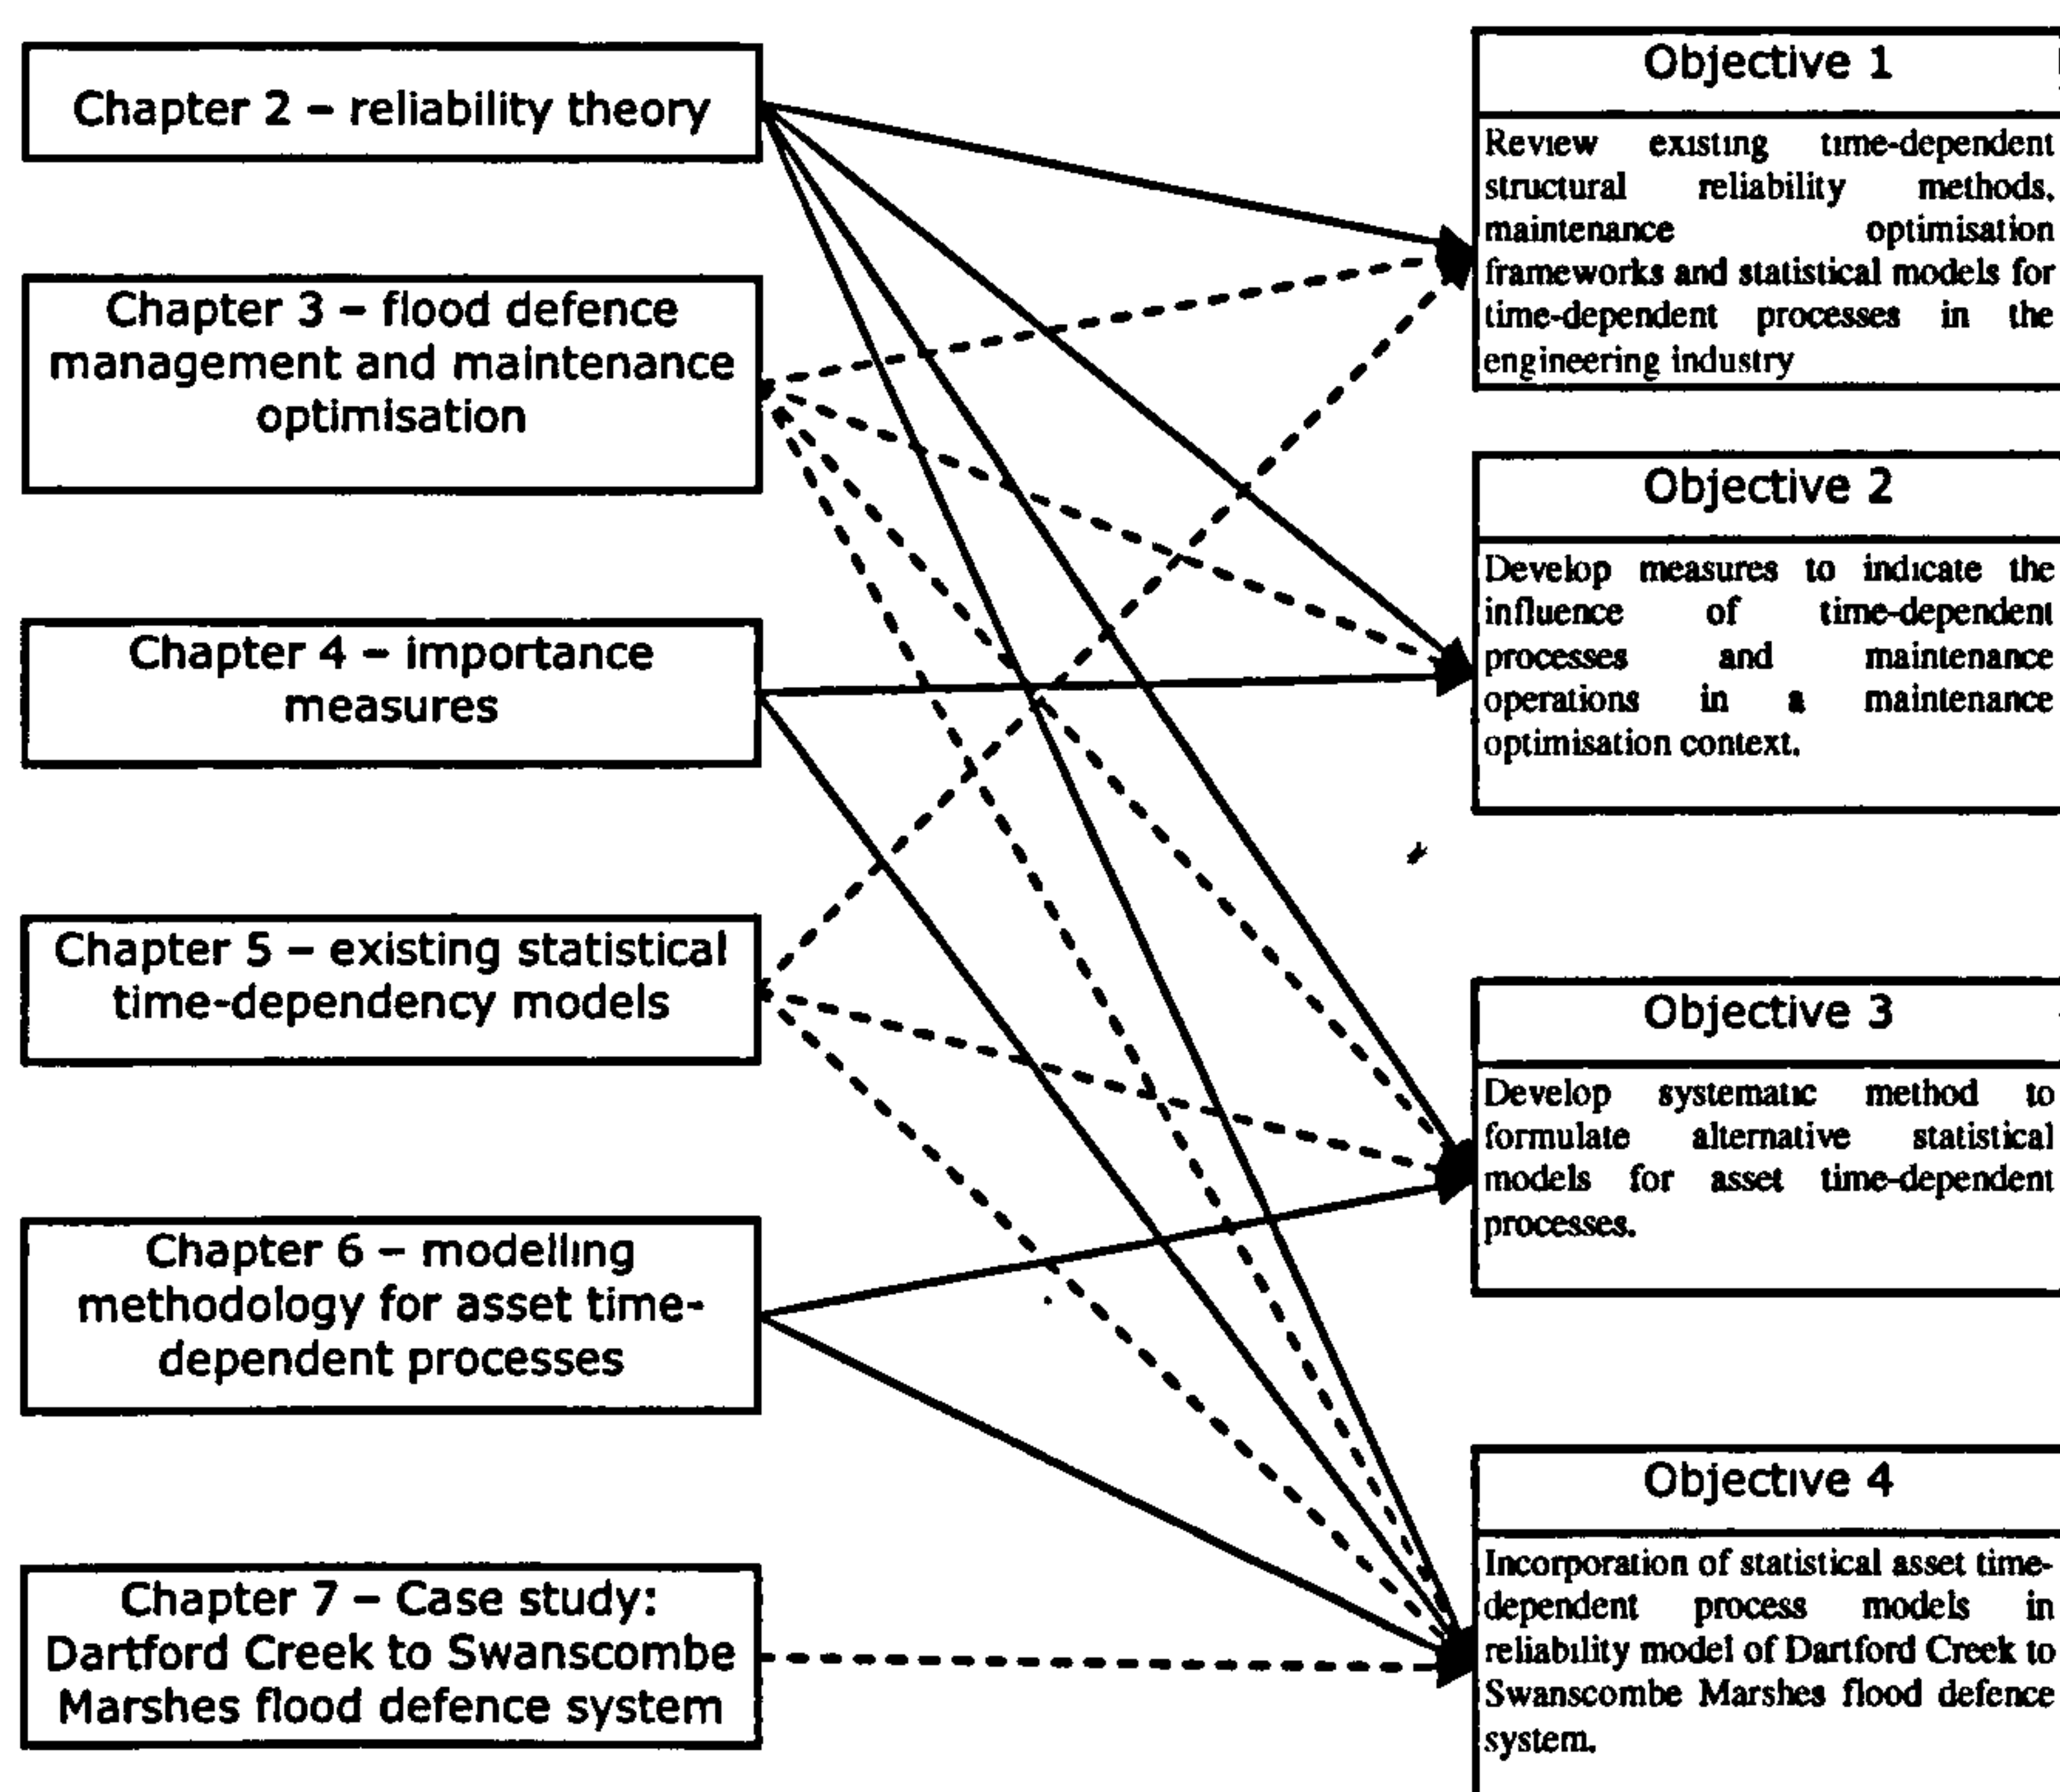 Chapter 2 – reliability theory
Chapter 3 – flood defence
management and maintenance
optimisation
Chapter 4 – importance
measures
Chapter 5 – existing statistical
time-dependency models
Chapter 6 – modelling
methodology for asset time-
dependent processes
Chapter 7 – Case study:
Dartford Creek to Swanscombe
Marshes flood defence system
Objective 1
Review existing time-dependent
structural reliability methods,
maintenance optimisation
frameworks and statistical models for
time-dependent processes in the
engineering industry
Objective 2
Develop measures to indicate the
influence of time-dependent
processes and maintenance
operations in a maintenance
optimisation context.
Objective 3
Develop systematic method to
formulate alternative statistical
models for asset time-dependent
processes.
Objective 4
Incorporation of statistical asset time-
dependent process models in
reliability model of Dartford Creek to
Swanscombe Marshes flood defence
system.